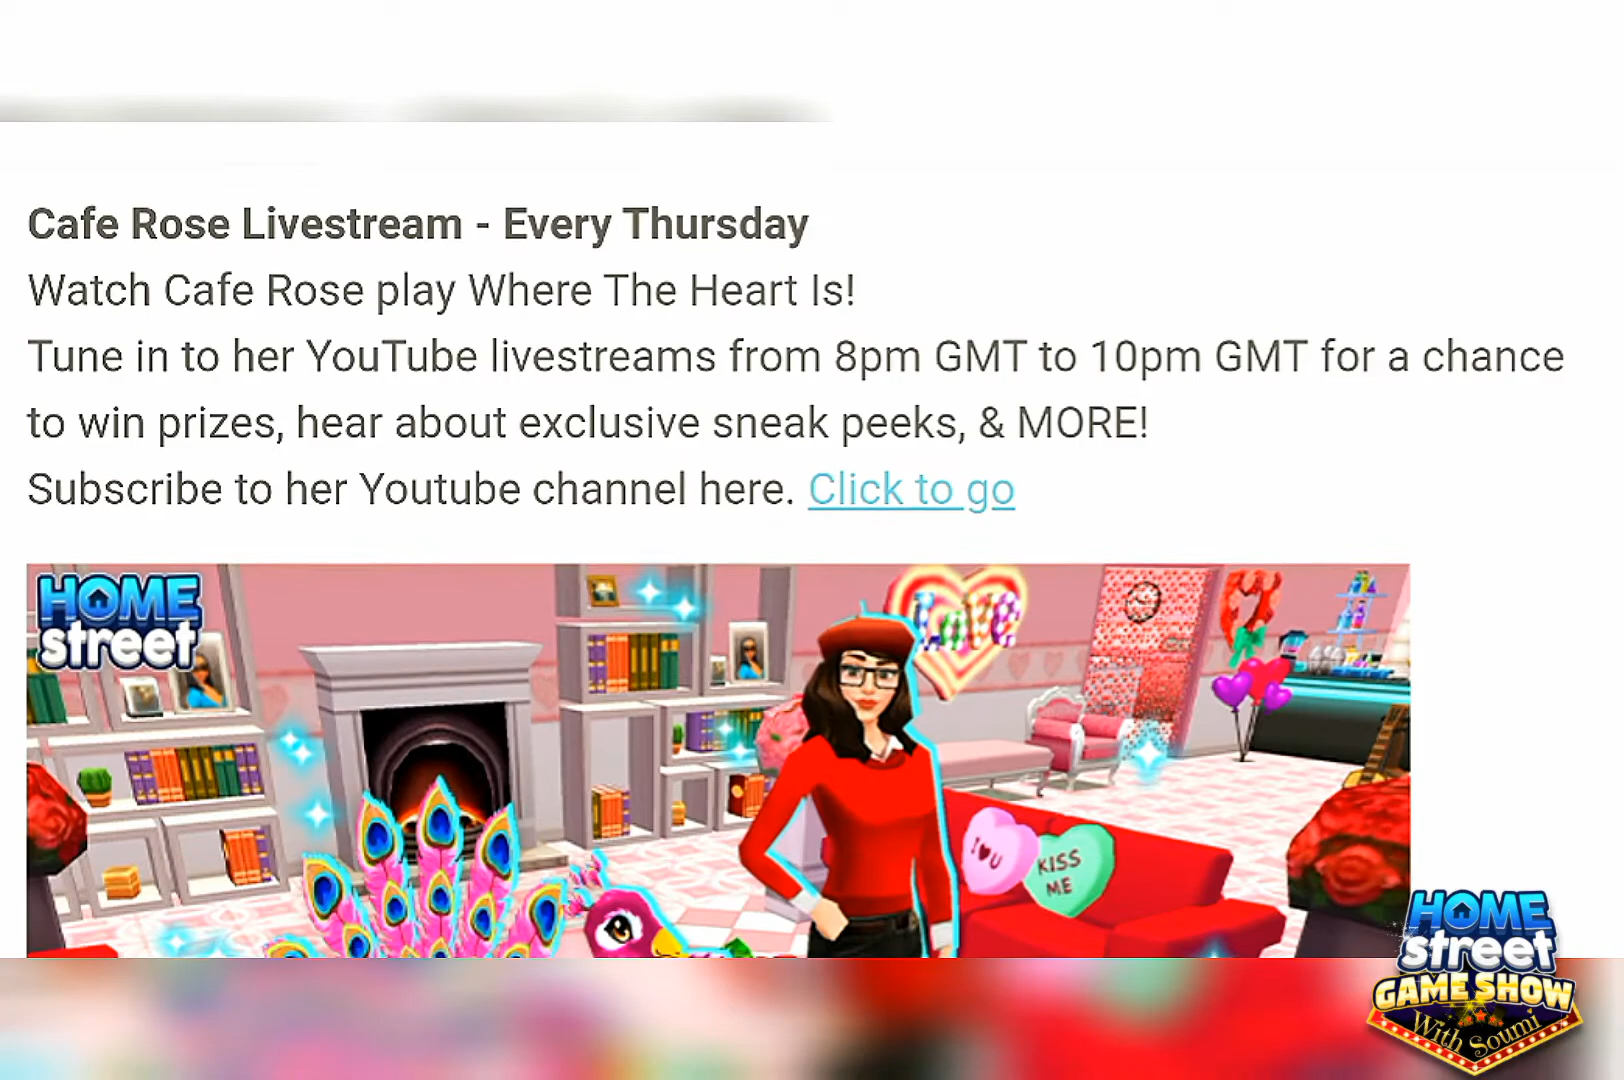 Cafe Rose Livestream - Every Thursday
Watch Cafe Rose play Where The Heart Is!
Tune in to her YouTube livestreams from 8pm GMT to 10pm GMT for a chance
to win prizes, hear about exclusive sneak peeks, & MORE!
Subscribe to her Youtube channel here. Click to go
HOME
street
Love
I ♥ U
KISS
ME
HOME
street
GAME SHOW
With Soumi